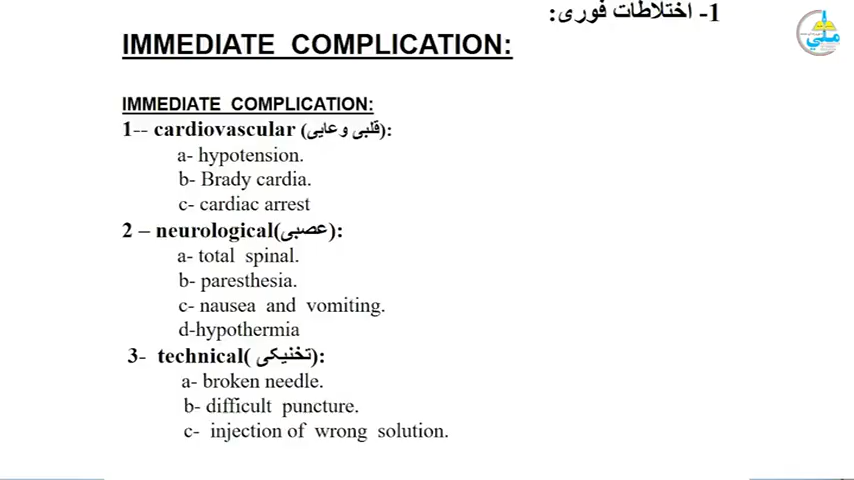 1- اختلاطات فوری:
ملي
IMMEDIATE COMPLICATION:
IMMEDIATE COMPLICATION:
1-- cardiovascular (قلبی وعایی):
a- hypotension.
b- Brady cardia.
c- cardiac arrest
2 – neurological(عصبی):
a- total spinal.
b- paresthesia.
c- nausea and vomiting.
d-hypothermia
3- technical( تخنیکی):
a- broken needle.
b- difficult puncture.
c- injection of wrong solution.